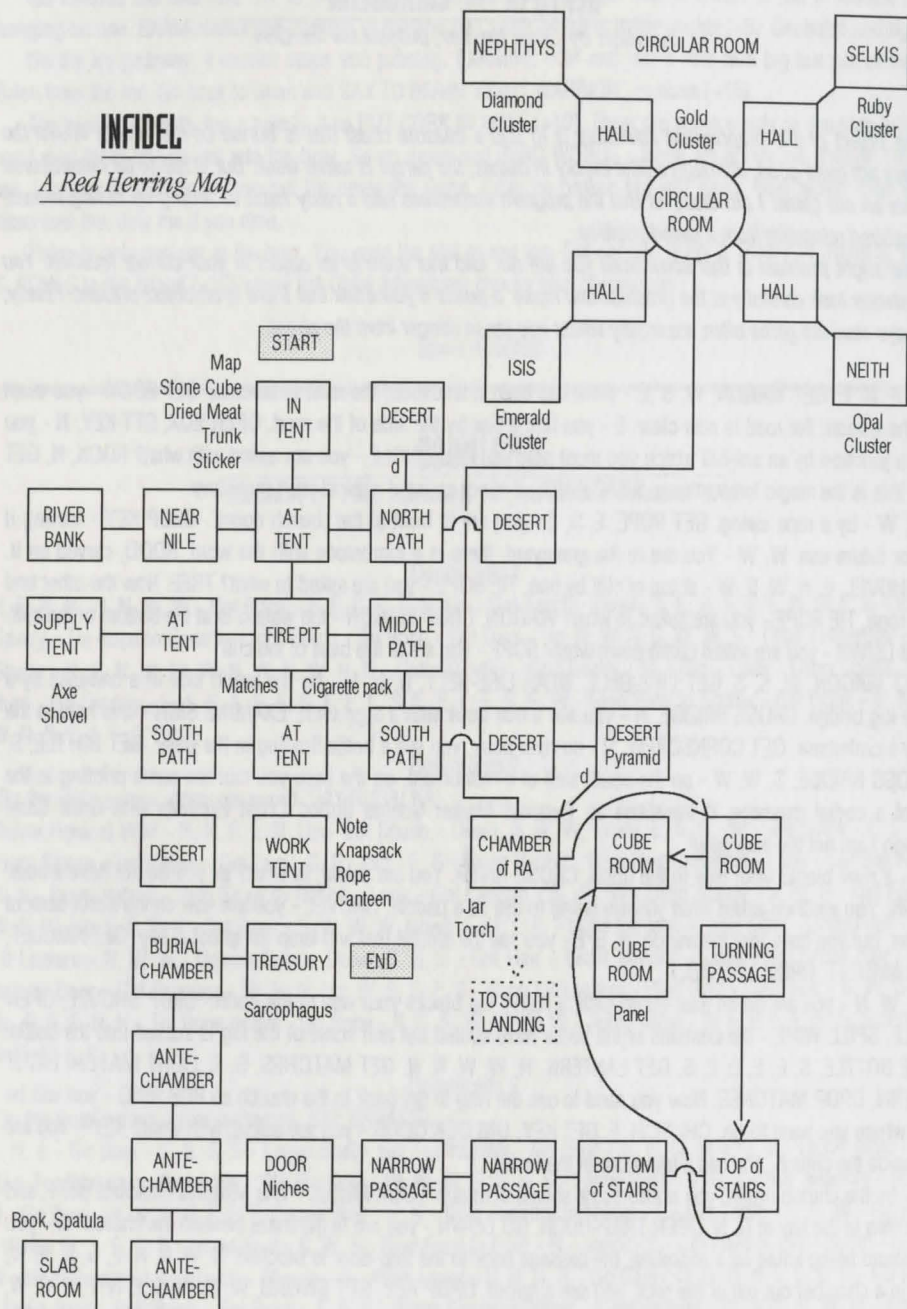 NEPHTHYS
CIRCULAR ROOM
SELKIS
Diamond
Cluster
HALL
Gold
Cluster
HALL
Ruby
Cluster
INFIDEL
A Red Herring Map
CIRCULAR
ROOM
HALL
HALL
START
Map
Stone Cube
Dried Meat
Trunk
Sticker
IN
TENT
DESERT
d
ISIS
Emerald
Cluster
NEITH
Opal
Cluster
RIVER
BANK
NEAR
NILE
AT
TENT
NORTH
PATH
DESERT
SUPPLY
TENT
AT
TENT
FIRE PIT
MIDDLE
PATH
Axe
Shovel
Matches
Cigarette pack
SOUTH
PATH
AT
TENT
SOUTH
PATH
DESERT
DESERT
Pyramid
d
DESERT
WORK
TENT
Note
Knapsack
Rope
Canteen
CHAMBER
of RA
CUBE
ROOM
CUBE
ROOM
Jar
Torch
BURIAL
CHAMBER
TREASURY
END
Sarcophagus
TO SOUTH
LANDING
CUBE
ROOM
Panel
TURNING
PASSAGE
ANTE-
CHAMBER
ANTE-
CHAMBER
DOOR
Niches
NARROW
PASSAGE
NARROW
PASSAGE
BOTTOM
of STAIRS
TOP of
STAIRS
Book, Spatula
SLAB
ROOM
ANTE-
CHAMBER